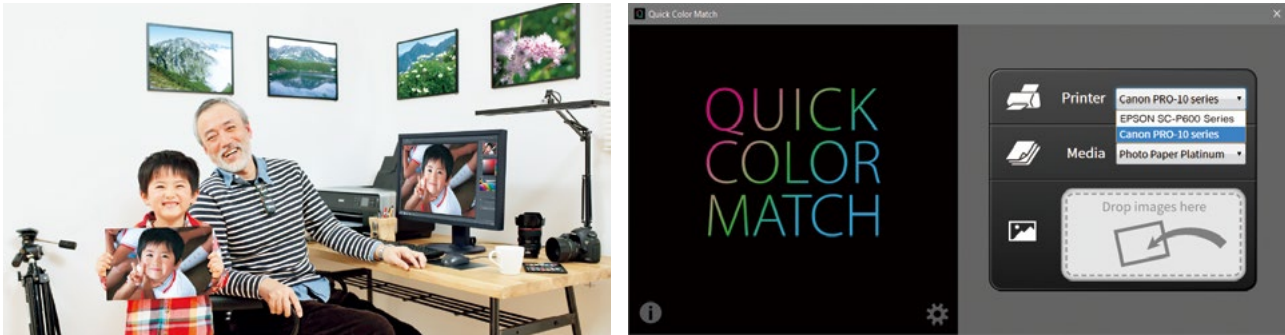 Quick Color Match
QUICK
COLOR
MATCH
Printer
Canon PRO-10 series
EPSON SC-P600 Series
Canon PRO-10 series
Media
Photo Paper Platinum
Drop images here